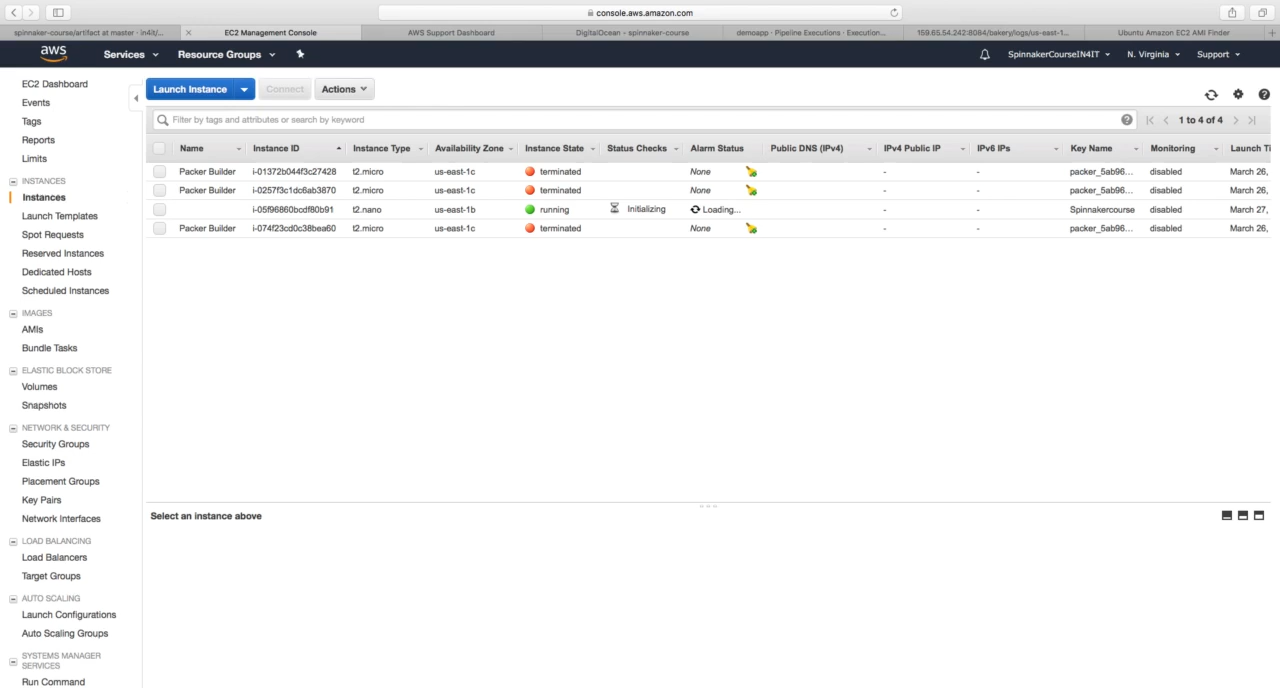 console.aws.amazon.com
spinnaker-course/artifact at master · in4it/... EC2 Management Console AWS Support Dashboard DigitalOcean - spinnaker-course demoapp · Pipeline Executions · Execution... 159.65.54.242:8084/bakery/logs/us-east-1... Ubuntu Amazon EC2 AMI Finder
aws Services Resource Groups SpinnakerCourseIN4IT N. Virginia Support
EC2 Dashboard
Events
Tags
Reports
Limits
INSTANCES
Instances
Launch Templates
Spot Requests
Reserved Instances
Dedicated Hosts
Scheduled Instances
IMAGES
AMIs
Bundle Tasks
ELASTIC BLOCK STORE
Volumes
Snapshots
NETWORK & SECURITY
Security Groups
Elastic IPs
Placement Groups
Key Pairs
Network Interfaces
LOAD BALANCING
Load Balancers
Target Groups
AUTO SCALING
Launch Configurations
Auto Scaling Groups
SYSTEMS MANAGER
SERVICES
Run Command
Launch Instance Connect Actions
Filter by tags and attributes or search by keyword 1 to 4 of 4
Name Instance ID Instance Type Availability Zone Instance State Status Checks Alarm Status Public DNS (IPv4) IPv4 Public IP IPv6 IPs Key Name Monitoring Launch Ti
Packer Builder i-01372b044f3c27428 t2.micro us-east-1c terminated None - - packer_5ab96... disabled March 26,
Packer Builder i-0257f3c1dc6ab3870 t2.micro us-east-1c terminated None - - packer_5ab96... disabled March 26,
i-05f96860bcdf80b91 t2.nano us-east-1b running Initializing Loading... - - Spinnakercourse disabled March 27,
Packer Builder i-074f23cd0c38bea60 t2.micro us-east-1c terminated None - - packer_5ab96... disabled March 26,
Select an instance above